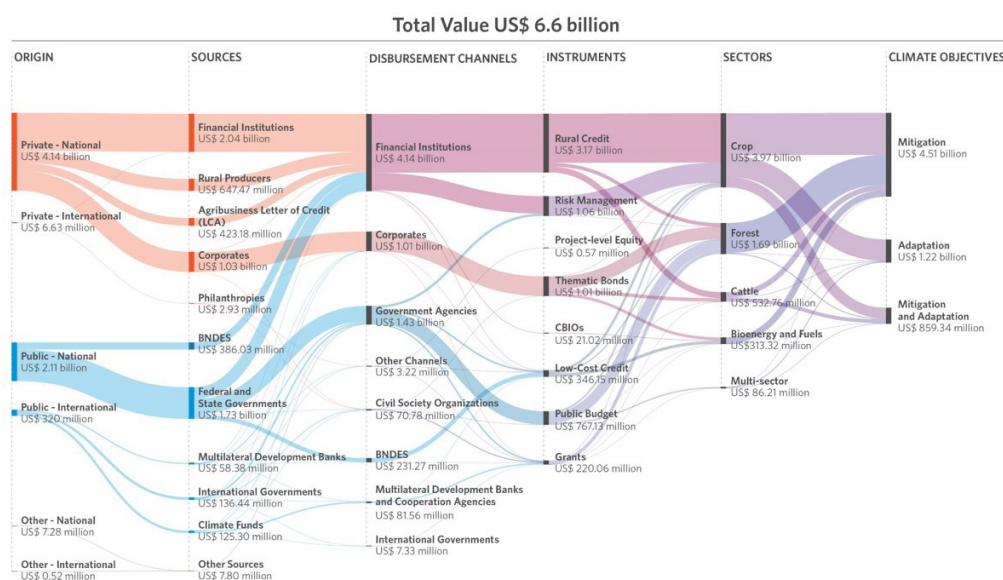 Total Value US$ 6.6 billion
ORIGIN
SOURCES
DISBURSEMENT CHANNELS
INSTRUMENTS
SECTORS
CLIMATE OBJECTIVES
Private - National
US$ 4.14 billion
Private - International
US$ 6.63 million
Public - National
US$ 2.11 billion
Public - International
US$ 320 million
Other - National
US$ 7.28 million
Other - International
US$ 0.52 million
Financial Institutions
US$ 2.04 billion
Rural Producers
US$ 647.47 million
Agribusiness Letter of Credit
(LCA)
US$ 423.18 million
Corporates
US$ 1.03 billion
Philanthropies
US$ 2.93 million
BNDES
US$ 386.03 million
Federal and
State Governments
US$ 1.73 billion
Multilateral Development Banks
US$ 58.38 million
International Governments
US$ 136.44 million
Climate Funds
US$ 125.30 million
Other Sources
US$ 7.80 million
Financial Institutions
US$ 4.14 billion
Corporates
US$ 1.01 billion
Government Agencies
US$ 1.43 billion
Other Channels
US$ 3.22 million
Civil Society Organizations
US$ 70.78 million
BNDES
US$ 231.27 million
Multilateral Development Banks
and Cooperation Agencies
US$ 81.56 million
International Governments
US$ 7.33 million
Rural Credit
US$ 3.17 billion
Risk Management
US$ 1.06 billion
Project-level Equity
US$ 0.57 million
Thematic Bonds
US$ 1.01 billion
CBIOs
US$ 21.02 million
Low-Cost Credit
US$ 346.15 million
Public Budget
US$ 767.13 million
Grants
US$ 220.06 million
Crop
US$ 3.97 billion
Forest
US$ 1.69 billion
Cattle
US$ 532.76 million
Bioenergy and Fuels
US$313.32 million
Multi-sector
US$ 86.21 million
Mitigation
US$ 4.51 billion
Adaptation
US$ 1.22 billion
Mitigation
and Adaptation
US$ 859.34 million